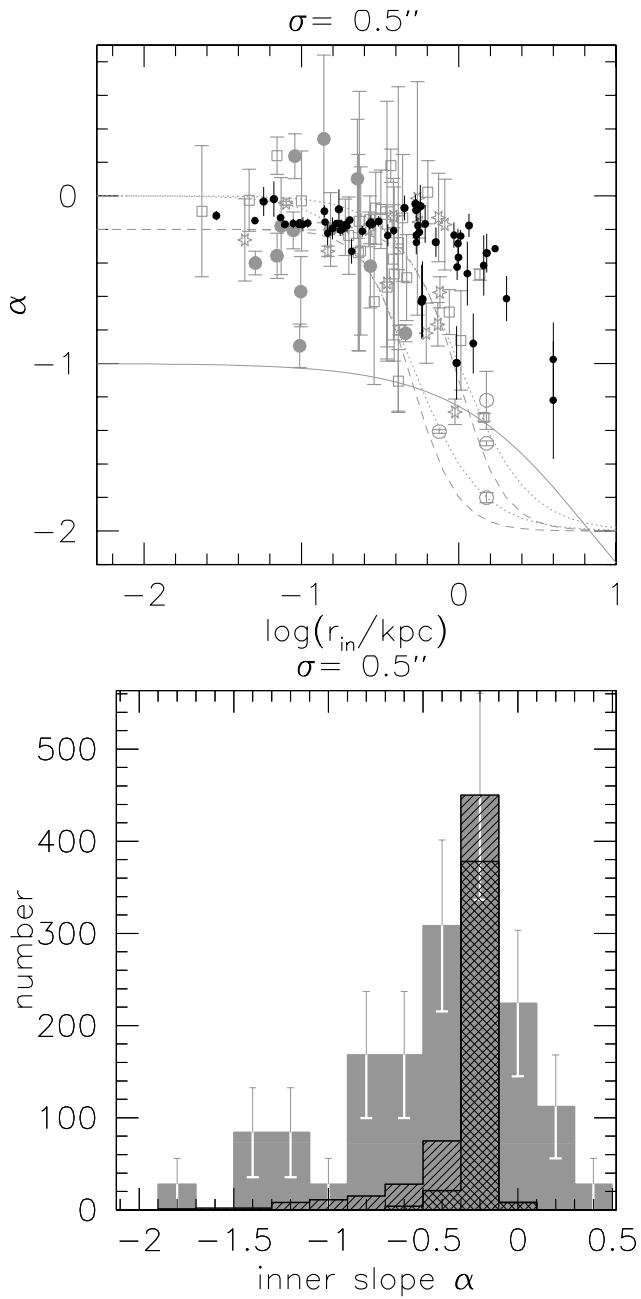 σ= 0.5″
0
α
−1
−2
−2 −1 0 1
log(r_in/kpc)
σ= 0.5″
500
400
number
300
200
100
0
−2 −1.5 −1 −0.5 0 0.5
inner slope α